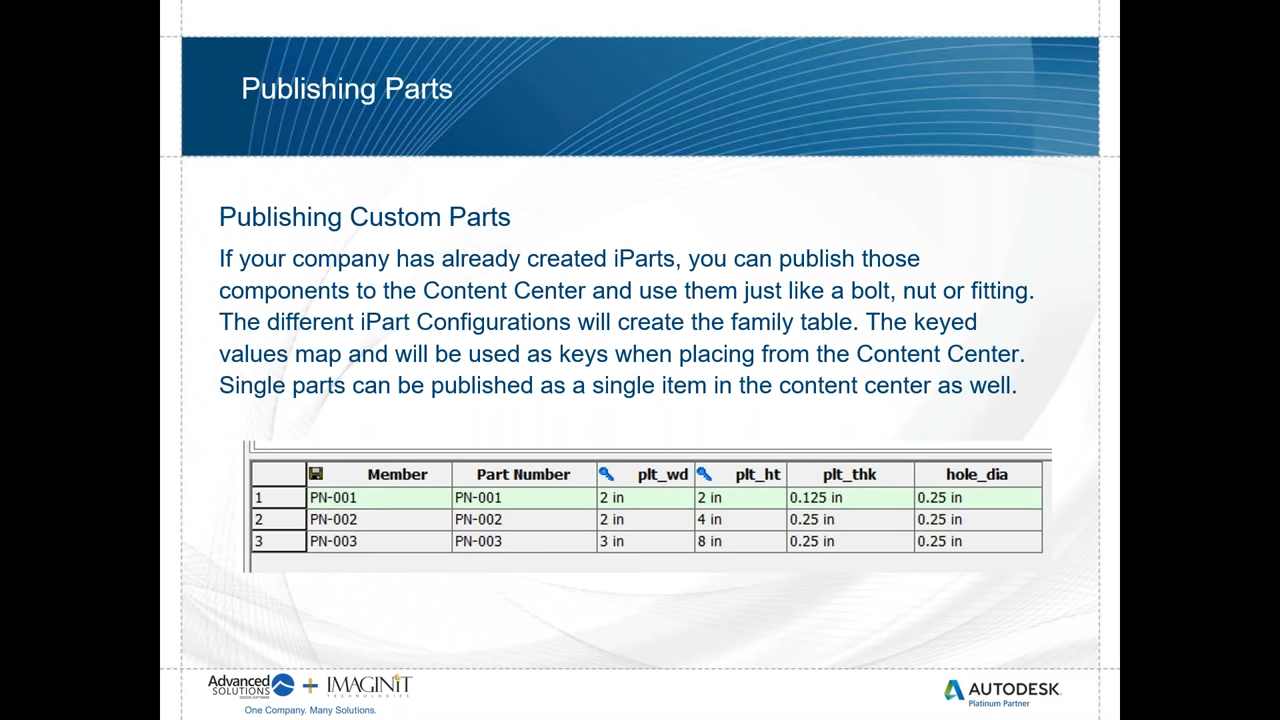 Publishing Parts
Publishing Custom Parts
If your company has already created iParts, you can publish those
components to the Content Center and use them just like a bolt, nut or fitting.
The different iPart Configurations will create the family table. The keyed
values map and will be used as keys when placing from the Content Center.
Single parts can be published as a single item in the content center as well.
Member Part Number plt_wd plt_ht plt_thk hole_dia
1 PN-001 PN-001 2 in 2 in 0.125 in 0.25 in
2 PN-002 PN-002 2 in 4 in 0.25 in 0.25 in
3 PN-003 PN-003 3 in 8 in 0.25 in 0.25 in
Advanced
SOLUTIONS
DESIGN SOFTWARE
+
IMAGINiT
TECHNOLOGIES
One Company. Many Solutions.
AUTODESK
Platinum Partner